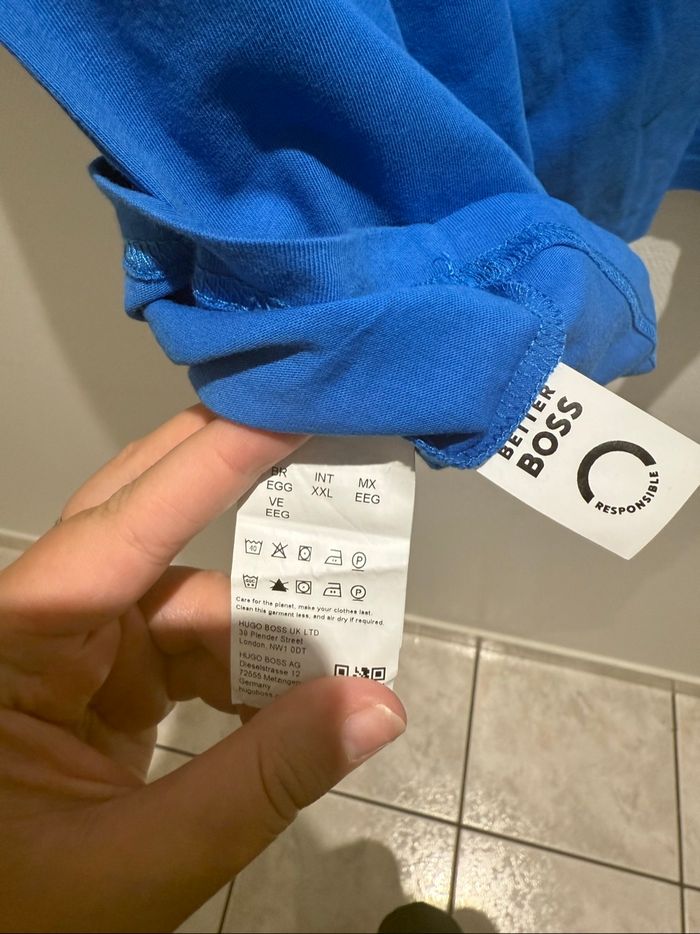 BR INT MX
EGG XXL EEG
VE
EEG
40
P
P
Care for the planet, make your clothes last.
Clean this garment less, and air dry if required.
HUGO BOSS UK LTD
39 Plender Street
London, NW1 0DT
HUGO BOSS AG
Dieselstrasse 12
72555 Metzingen
Germany
BETTER
BOSS
RESPONSIBLE